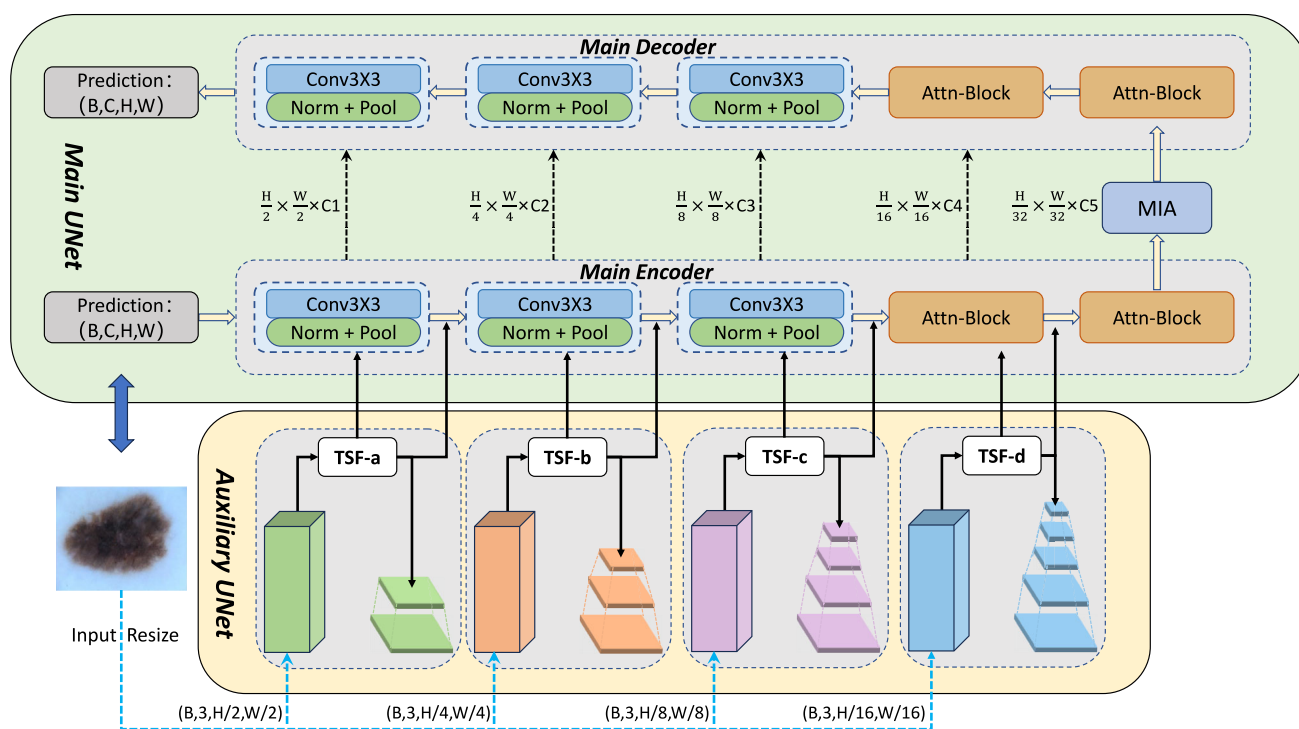 Main Decoder
Prediction:
(B,C,H,W)
Conv3X3
Norm + Pool
Conv3X3
Norm + Pool
Conv3X3
Norm + Pool
Attn-Block
Attn-Block
Main UNet
H/2 × W/2 ×C1
H/4 × W/4 ×C2
H/8 × W/8 ×C3
H/16 × W/16 ×C4
H/32 × W/32 ×C5
MIA
Main Encoder
Prediction:
(B,C,H,W)
Conv3X3
Norm + Pool
Conv3X3
Norm + Pool
Conv3X3
Norm + Pool
Attn-Block
Attn-Block
Auxiliary UNet
TSF-a
TSF-b
TSF-c
TSF-d
Input Resize
(B,3,H/2,W/2)
(B,3,H/4,W/4)
(B,3,H/8,W/8)
(B,3,H/16,W/16)